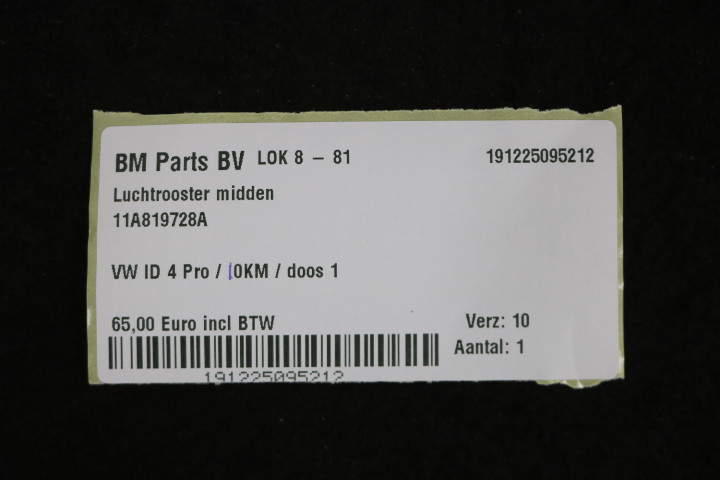 BM Parts BV LOK 8 – 81 191225095212
Luchtrooster midden
11A819728A
VW ID 4 Pro / 10KM / doos 1
65,00 Euro incl BTW Verz: 10
Aantal: 1
191225095212